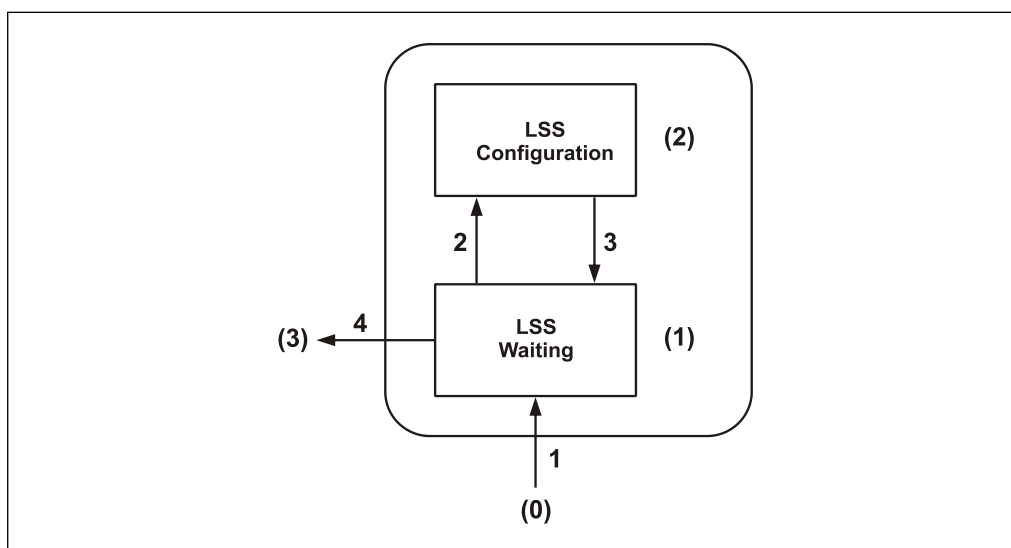 LSS
Configuration
(2)
2
3
LSS
Waiting
(1)
4
(3)
1
(0)